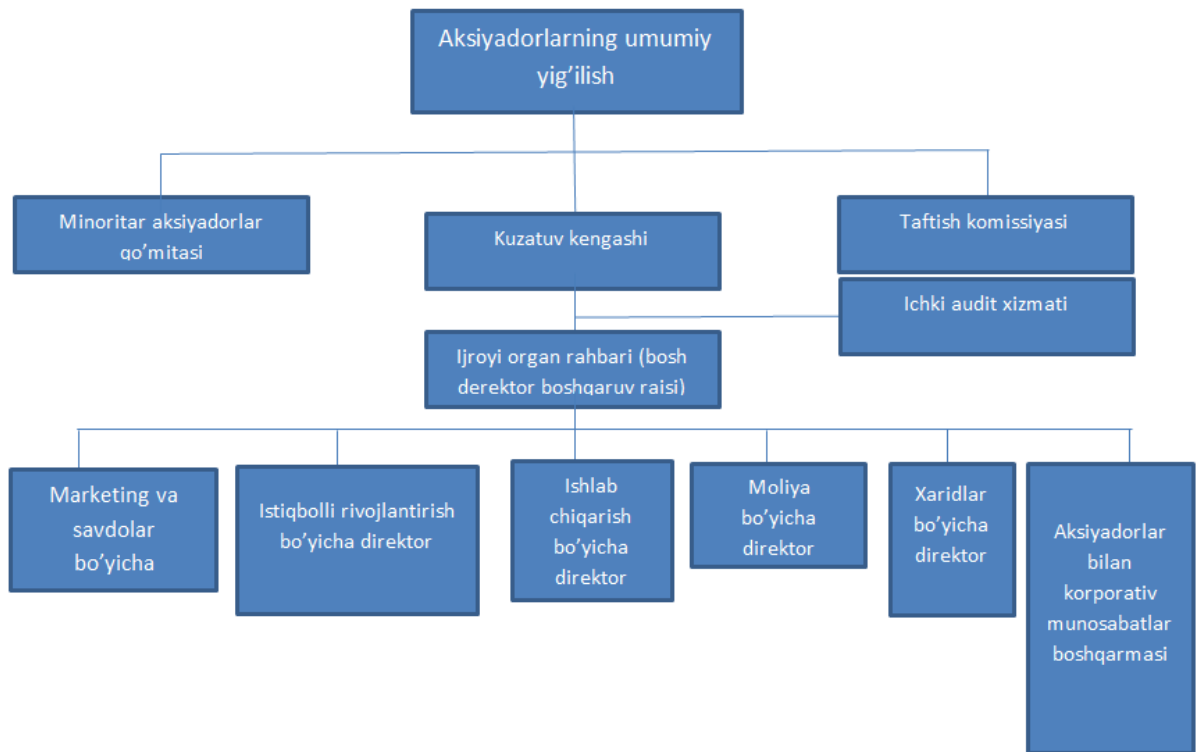 Aksiyadorlarning umumiy
yig’ilish
Minoritar aksiyadorlar
qo’mitasi
Kuzatuv kengashi
Taftish komissiyasi
Ichki audit xizmati
Ijroyi organ rahbari (bosh
derektor boshqaruv raisi)
Marketing va
savdolar
bo’yicha
Istiqbolli rivojlantirish
bo’yicha direktor
Ishlab
chiqarish
bo’yicha
direktor
Moliya
bo’yicha
direktor
Xaridlar
bo’yicha
direktor
Aksiyadorlar
bilan
korporativ
munosabatlar
boshqarmasi